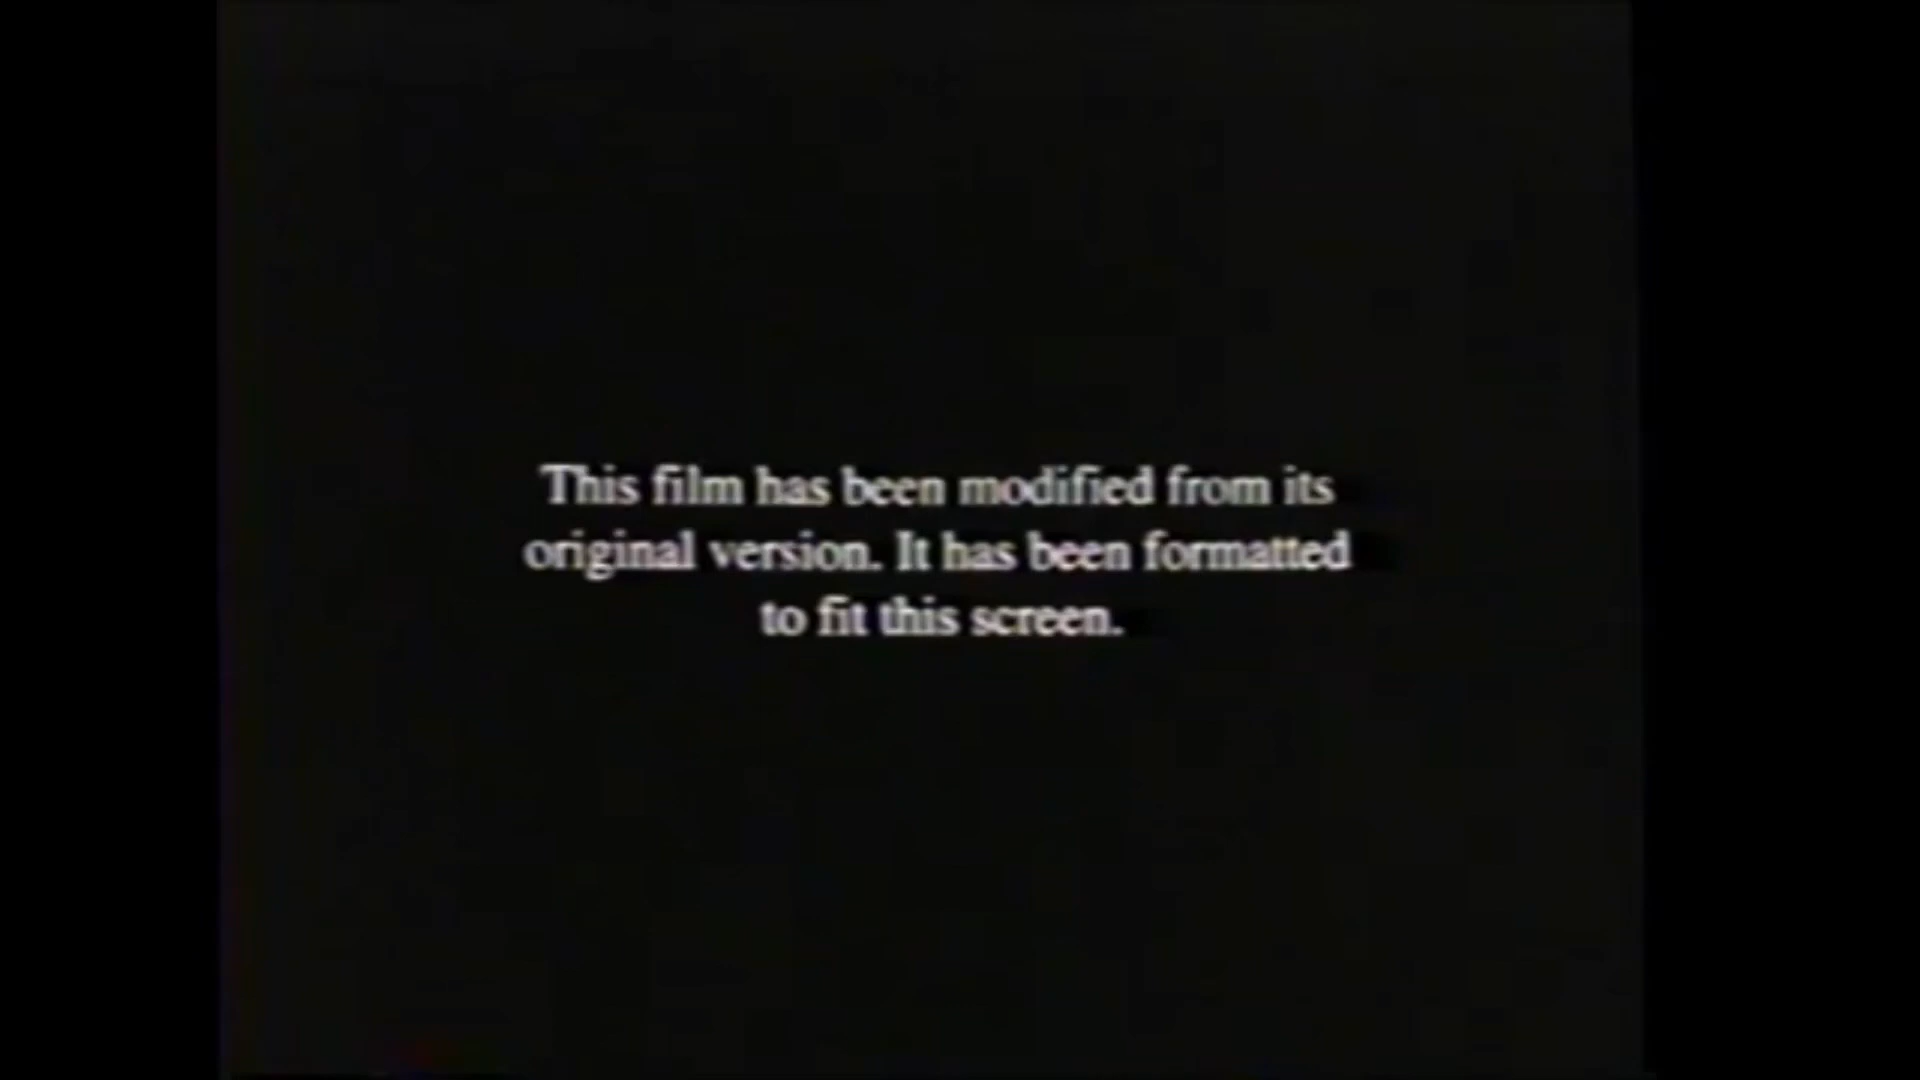 This film has been modified from its
original version. It has been formatted
to fit this screen.